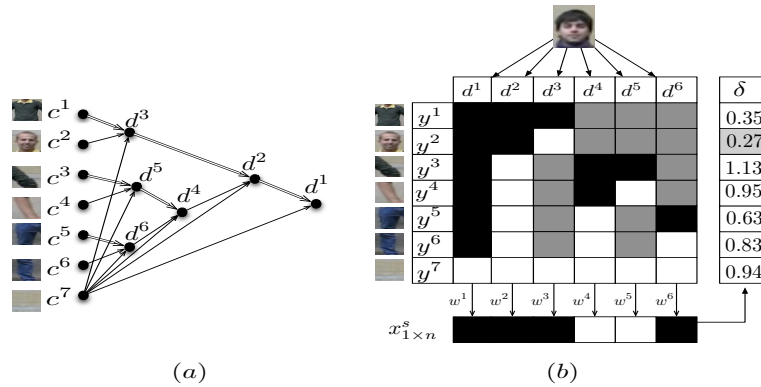 c¹
c²
c³
c⁴
c⁵
c⁶
c⁷
d³
d⁵
d⁶
d⁴
d²
d¹
(a)
d¹ d² d³ d⁴ d⁵ d⁶ δ
y¹ 0.35
y² 0.27
y³ 1.13
y⁴ 0.95
y⁵ 0.63
y⁶ 0.83
y⁷ 0.94
w¹ w² w³ w⁴ w⁵ w⁶
xˢ₁ₓₙ
(b)